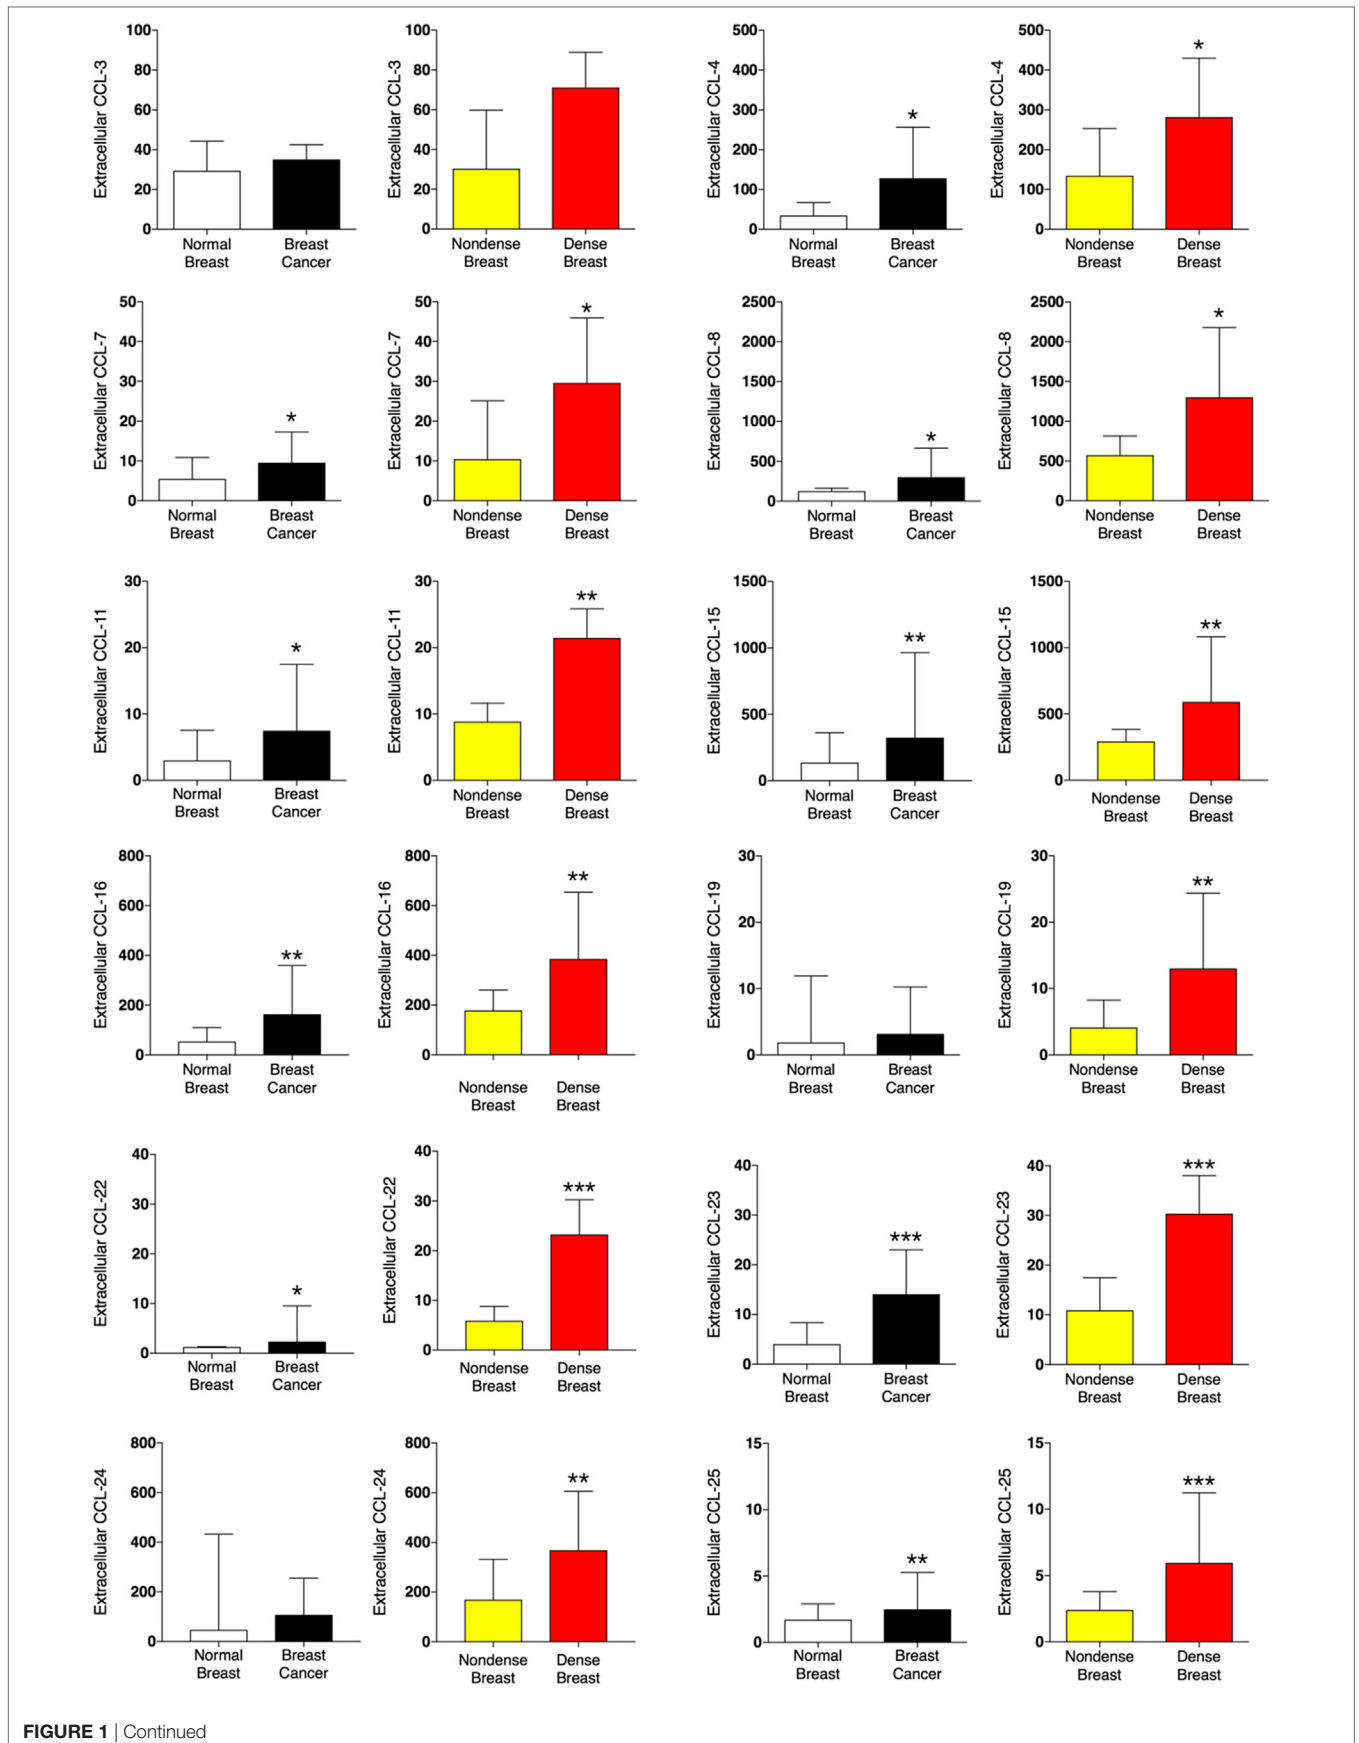 Extracellular CCL-3
100
80
60
40
20
0
Normal
Breast
Breast
Cancer
Extracellular CCL-3
100
80
60
40
20
0
Nondense
Breast
Dense
Breast
Extracellular CCL-4
500
400
300
200
100
0
*
Normal
Breast
Breast
Cancer
Extracellular CCL-4
500
400
300
200
100
0
*
Nondense
Breast
Dense
Breast
Extracellular CCL-7
50
40
30
20
10
0
*
Normal
Breast
Breast
Cancer
Extracellular CCL-7
50
40
30
20
10
0
*
Nondense
Breast
Dense
Breast
Extracellular CCL-8
2500
2000
1500
1000
500
0
*
Normal
Breast
Breast
Cancer
Extracellular CCL-8
2500
2000
1500
1000
500
0
*
Nondense
Breast
Dense
Breast
Extracellular CCL-11
30
20
10
0
*
Normal
Breast
Breast
Cancer
Extracellular CCL-11
30
20
10
0
**
Nondense
Breast
Dense
Breast
Extracellular CCL-15
1500
1000
500
0
**
Normal
Breast
Breast
Cancer
Extracellular CCL-15
1500
1000
500
0
**
Nondense
Breast
Dense
Breast
Extracellular CCL-16
800
600
400
200
0
**
Normal
Breast
Breast
Cancer
Extracellular CCL-16
800
600
400
200
0
**
Nondense
Breast
Dense
Breast
Extracellular CCL-19
30
20
10
0
Normal
Breast
Breast
Cancer
Extracellular CCL-19
30
20
10
0
**
Nondense
Breast
Dense
Breast
Extracellular CCL-22
40
30
20
10
0
*
Normal
Breast
Breast
Cancer
Extracellular CCL-22
40
30
20
10
0
***
Nondense
Breast
Dense
Breast
Extracellular CCL-23
40
30
20
10
0
***
Normal
Breast
Breast
Cancer
Extracellular CCL-23
40
30
20
10
0
***
Nondense
Breast
Dense
Breast
Extracellular CCL-24
800
600
400
200
0
Normal
Breast
Breast
Cancer
Extracellular CCL-24
800
600
400
200
0
**
Nondense
Breast
Dense
Breast
Extracellular CCL-25
15
10
5
0
**
Normal
Breast
Breast
Cancer
Extracellular CCL-25
15
10
5
0
***
Nondense
Breast
Dense
Breast
FIGURE 1 | Continued